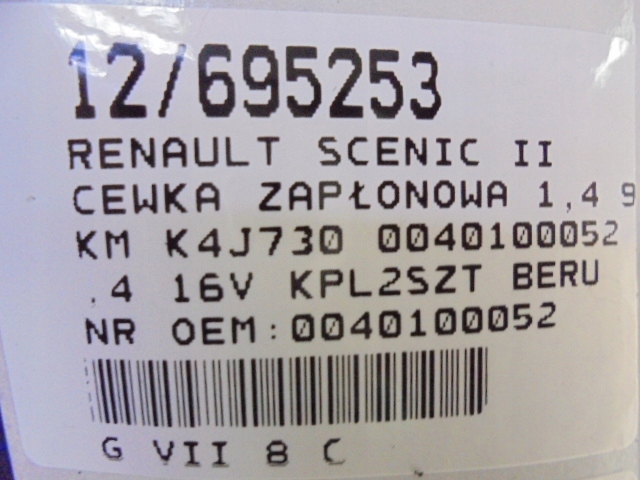 12/695253
RENAULT SCENIC II
CEWKA ZAPŁONOWA 1,4 9
KM K4J730 0040100052
.4 16V KPL2SZT BERU
NR OEM:0040100052
G VII 8 C